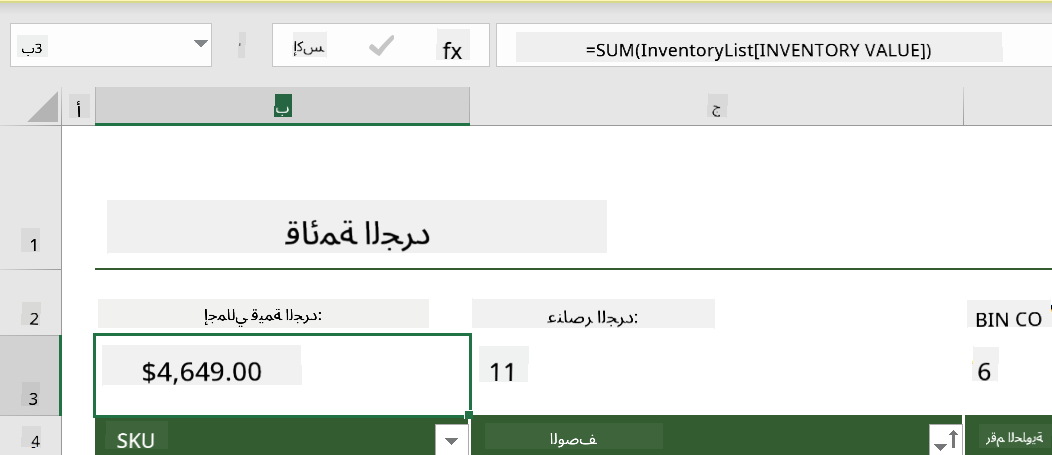 ب3
إكس fx =SUM(InventoryList[INVENTORY VALUE])
أ ب ج
1 قائمة الجرد
2 إجمالي قيمة الجرد: عناصر الجرد: BIN CO
3 $4,649.00 11 6
4 SKU الوصف رقم الحاوية